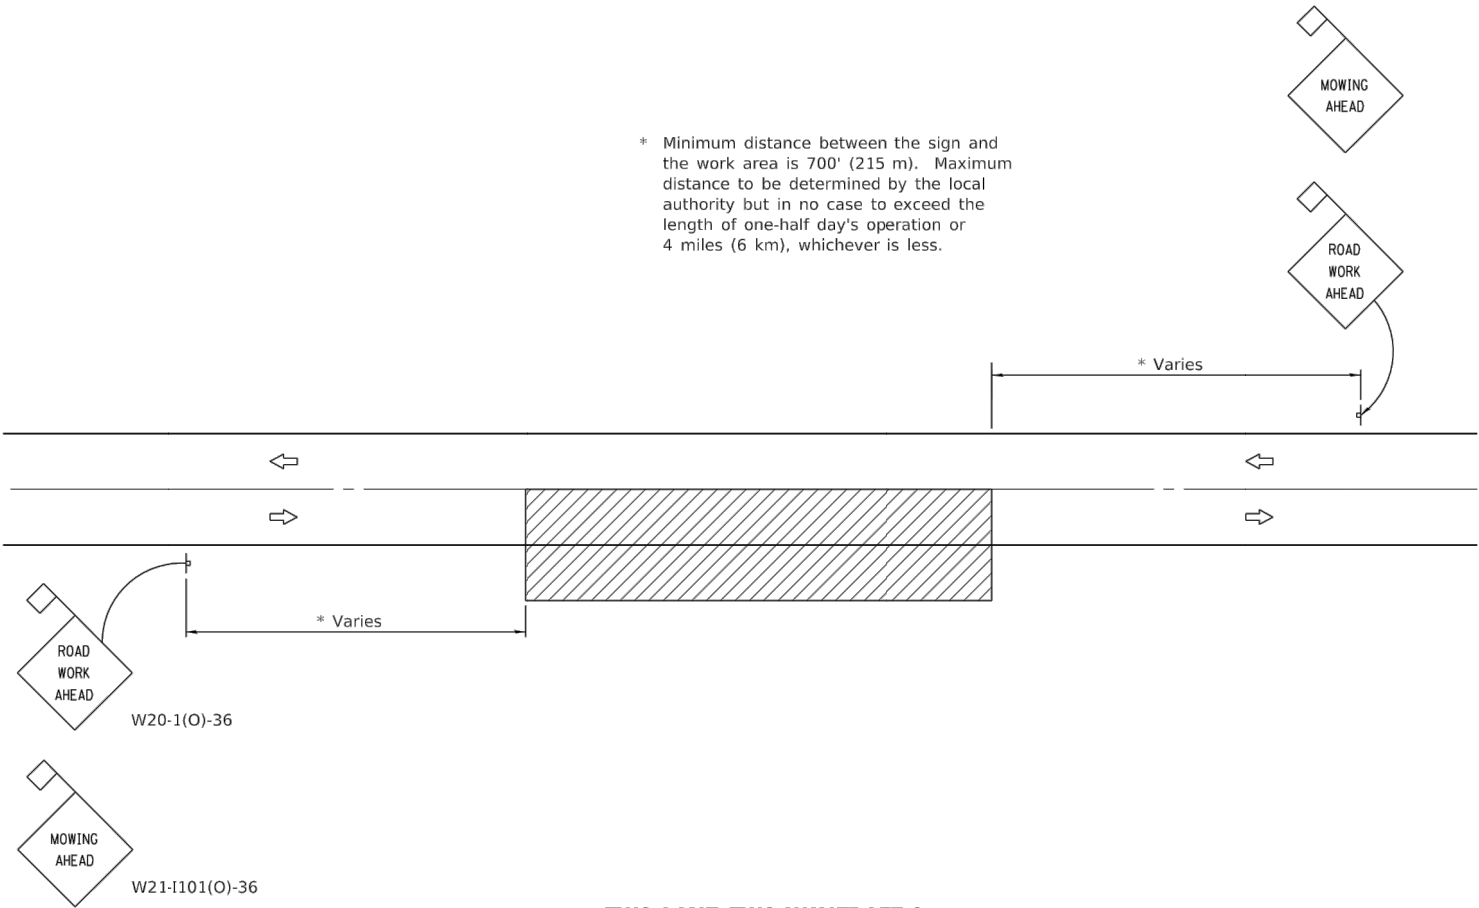 MOWING
AHEAD
* Minimum distance between the sign and
the work area is 700' (215 m). Maximum
distance to be determined by the local
authority but in no case to exceed the
length of one-half day's operation or
4 miles (6 km), whichever is less.
ROAD
WORK
AHEAD
* Varies
* Varies
ROAD
WORK
AHEAD
W20-1(O)-36
MOWING
AHEAD
W21-I101(O)-36